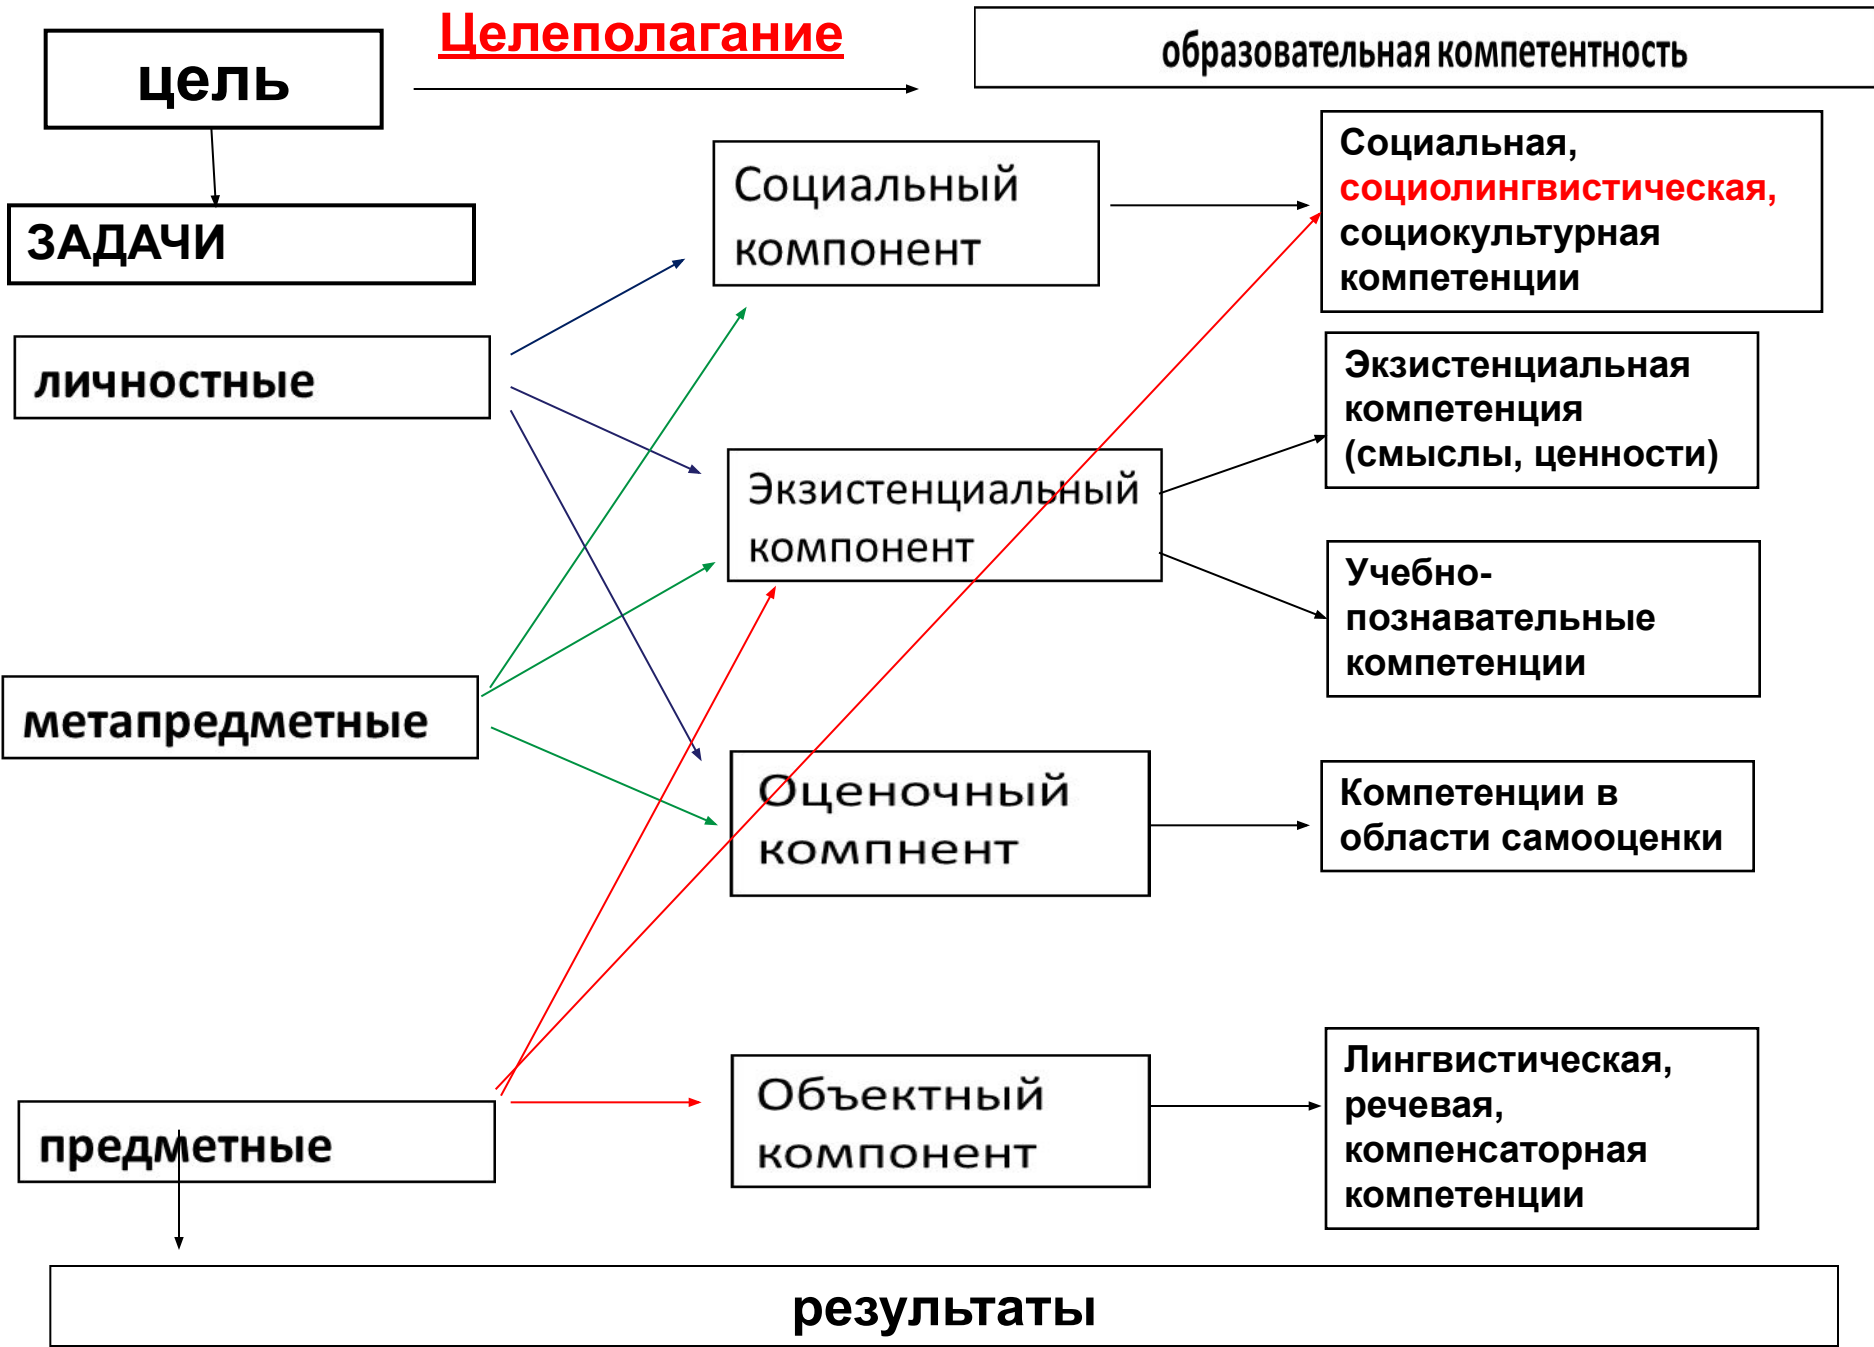 Целеполагание
цель
образовательная компетентность
ЗАДАЧИ
личностные
метапредметные
предметные
Социальный
компонент
Экзистенциальный
компонент
Оценочный
компнент
Объектный
компонент
Социальная,
социолингвистическая,
социокультурная
компетенции
Экзистенциальная
компетенция
(смыслы, ценности)
Учебно-
познавательные
компетенции
Компетенции в
области самооценки
Лингвистическая,
речевая,
компенсаторная
компетенции
результаты